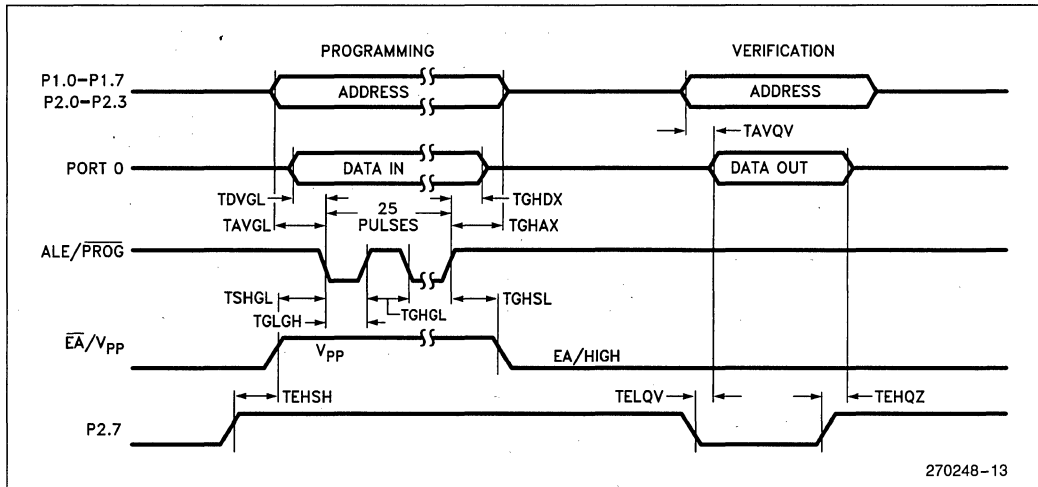 PROGRAMMING VERIFICATION
P1.0–P1.7
P2.0–P2.3
ADDRESS ADDRESS
TAVQV
PORT 0 DATA IN DATA OUT
TDVGL 25 TGHDX
TAVGL PULSES TGHAX
ALE/PROG
TSHGL TGHGL TGHSL
TGLGH
EA/VPP VPP EA/HIGH
TEHSH TELQV TEHQZ
P2.7
270248–13